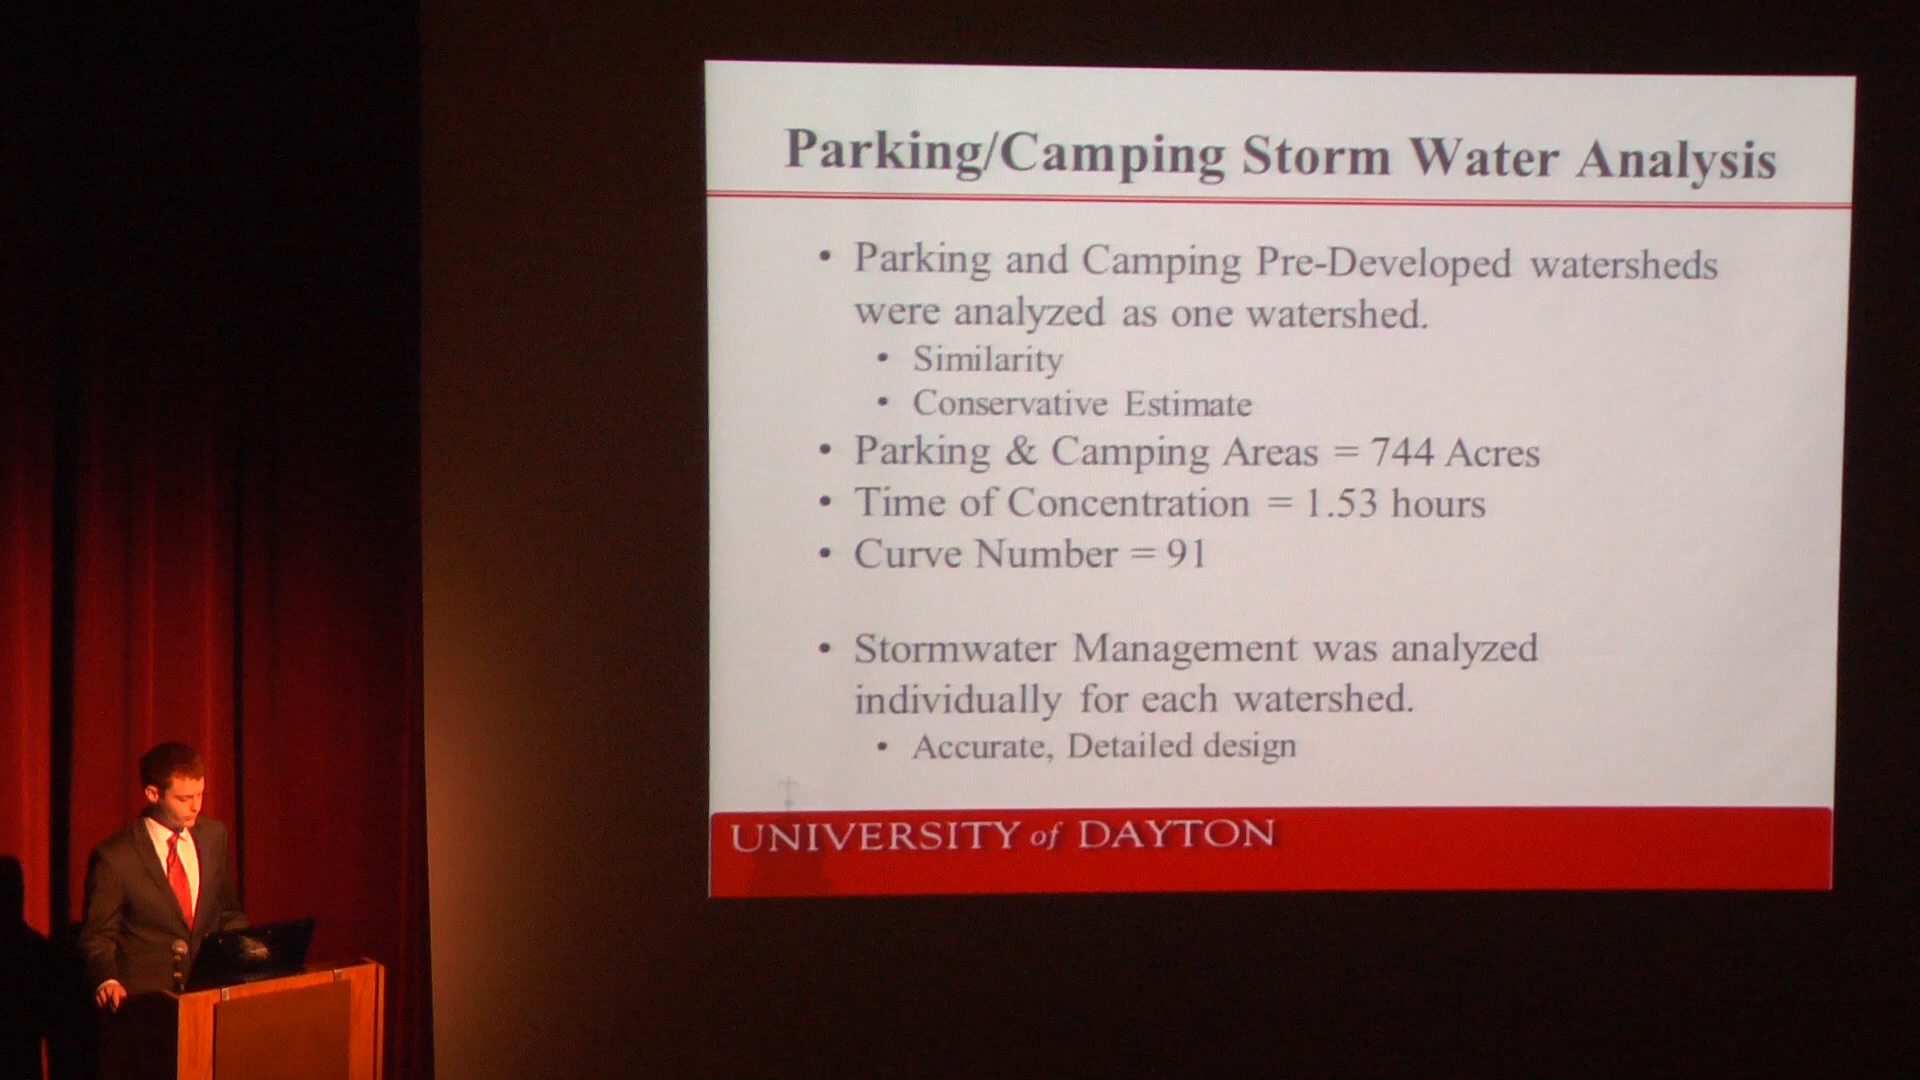 Parking/Camping Storm Water Analysis
• Parking and Camping Pre-Developed watersheds
were analyzed as one watershed.
• Similarity
• Conservative Estimate
• Parking & Camping Areas = 744 Acres
• Time of Concentration = 1.53 hours
• Curve Number = 91
• Stormwater Management was analyzed
individually for each watershed.
• Accurate, Detailed design
UNIVERSITY of DAYTON